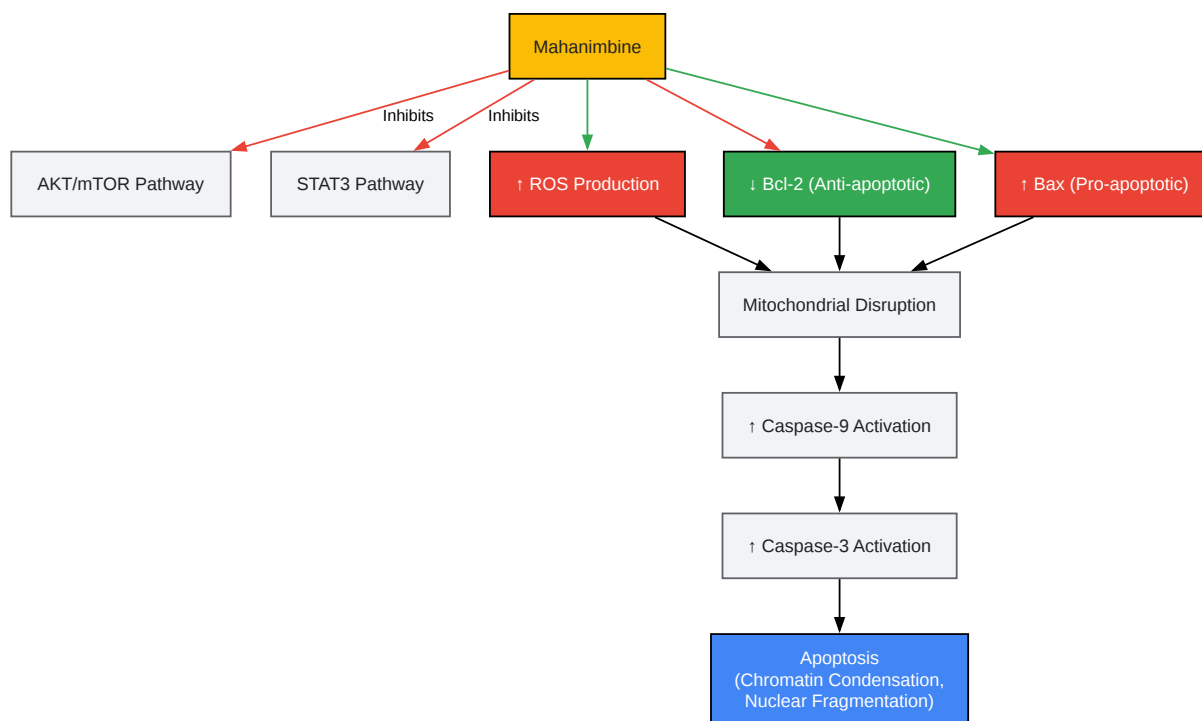 Mahanimbine
Inhibits
Inhibits
AKT/mTOR Pathway
STAT3 Pathway
↑ ROS Production
↓ Bcl-2 (Anti-apoptotic)
↑ Bax (Pro-apoptotic)
Mitochondrial Disruption
↑ Caspase-9 Activation
↑ Caspase-3 Activation
Apoptosis
(Chromatin Condensation,
Nuclear Fragmentation)